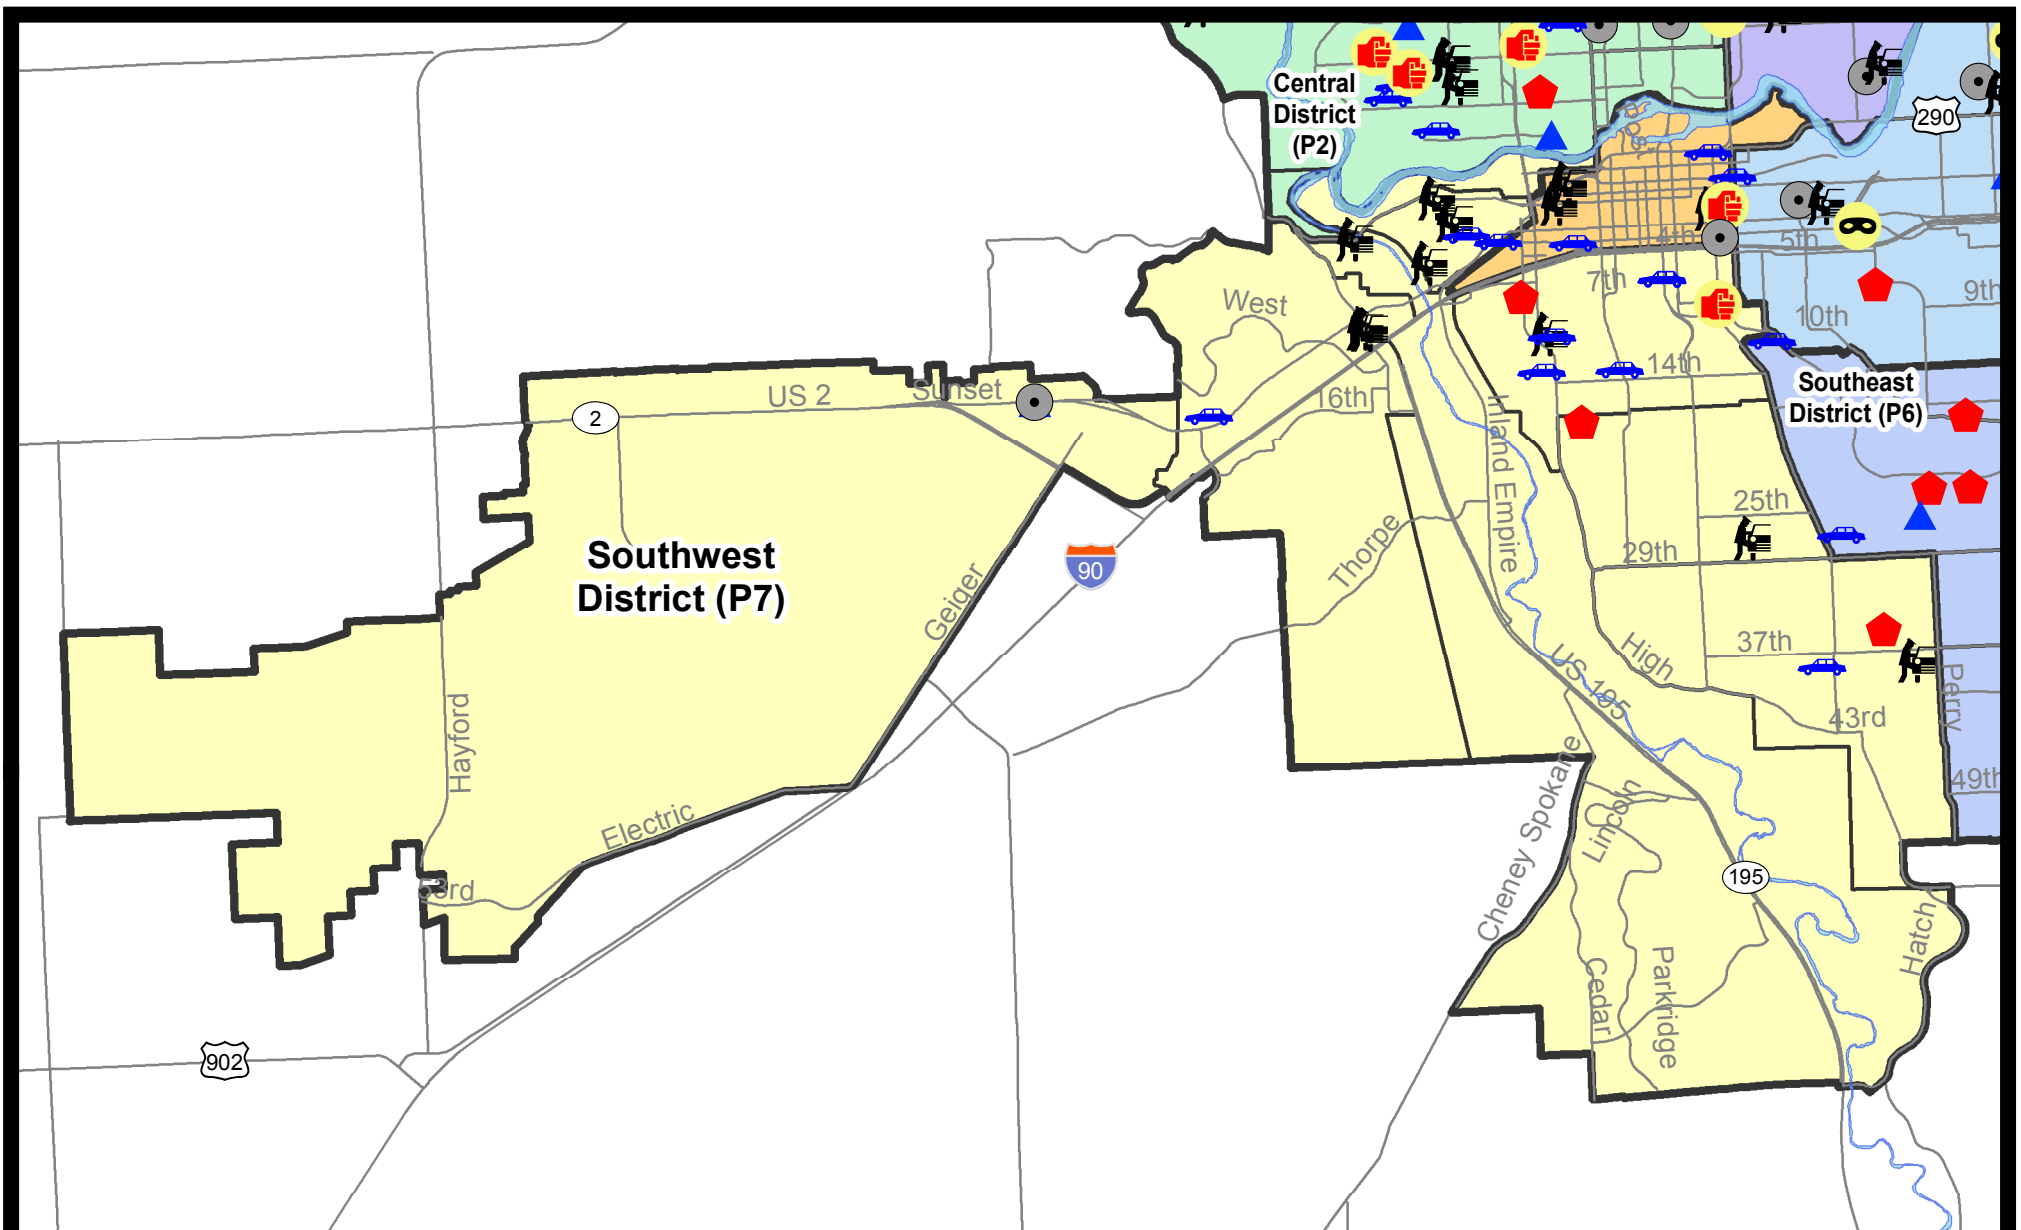 Central
District
(P2)
290
Post
4th
5th
7th
9th
10th
West
14th
Southeast
District (P6)
US 2
Sunset
16th
2
Inland Empire
25th
29th
Southwest
District (P7)
90
Thorpe
Geiger
High
37th
US 195
Perry
43rd
Hayford
49th
Cheney Spokane
Lincoln
Electric
53rd
195
Hatch
Cedar
Parkridge
902